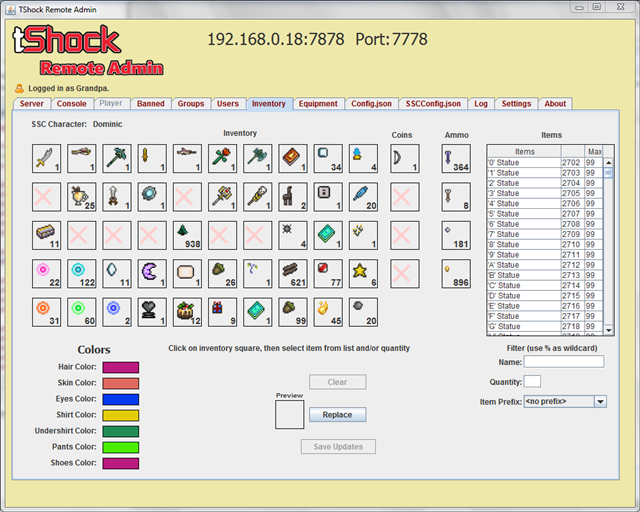 TShock Remote Admin
tShock
Remote Admin
192.168.0.18:7878 Port:7778
Logged in as Grandpa.
Server Console Player Banned Groups Users Inventory Equipment Config.json SSCConfig.json Log Settings About
SSC Character: Dominic
Inventory Coins Ammo Items
1 1 1 1 1 1 1 1 34 4 1 364
25 1 1 1 1 2 1 20 8
11 938 4 1 1 181
22 122 11 1 1 26 1 621 77 6 896
31 60 2 1 12 9 1 99 45 20
Items Max
'0' Statue 2702 99
'1' Statue 2703 99
'2' Statue 2704 99
'3' Statue 2705 99
'4' Statue 2706 99
'5' Statue 2707 99
'6' Statue 2708 99
'7' Statue 2709 99
'8' Statue 2710 99
'9' Statue 2711 99
'A' Statue 2712 99
'B' Statue 2713 99
'C' Statue 2714 99
'D' Statue 2715 99
'E' Statue 2716 99
'F' Statue 2717 99
'G' Statue 2718 99
Colors
Hair Color:
Skin Color:
Eyes Color:
Shirt Color:
Undershirt Color:
Pants Color:
Shoes Color:
Click on inventory square, then select item from list and/or quantity
Clear
Preview
Replace
Save Updates
Filter (use % as wildcard)
Name:
Quantity:
Item Prefix: <no prefix>